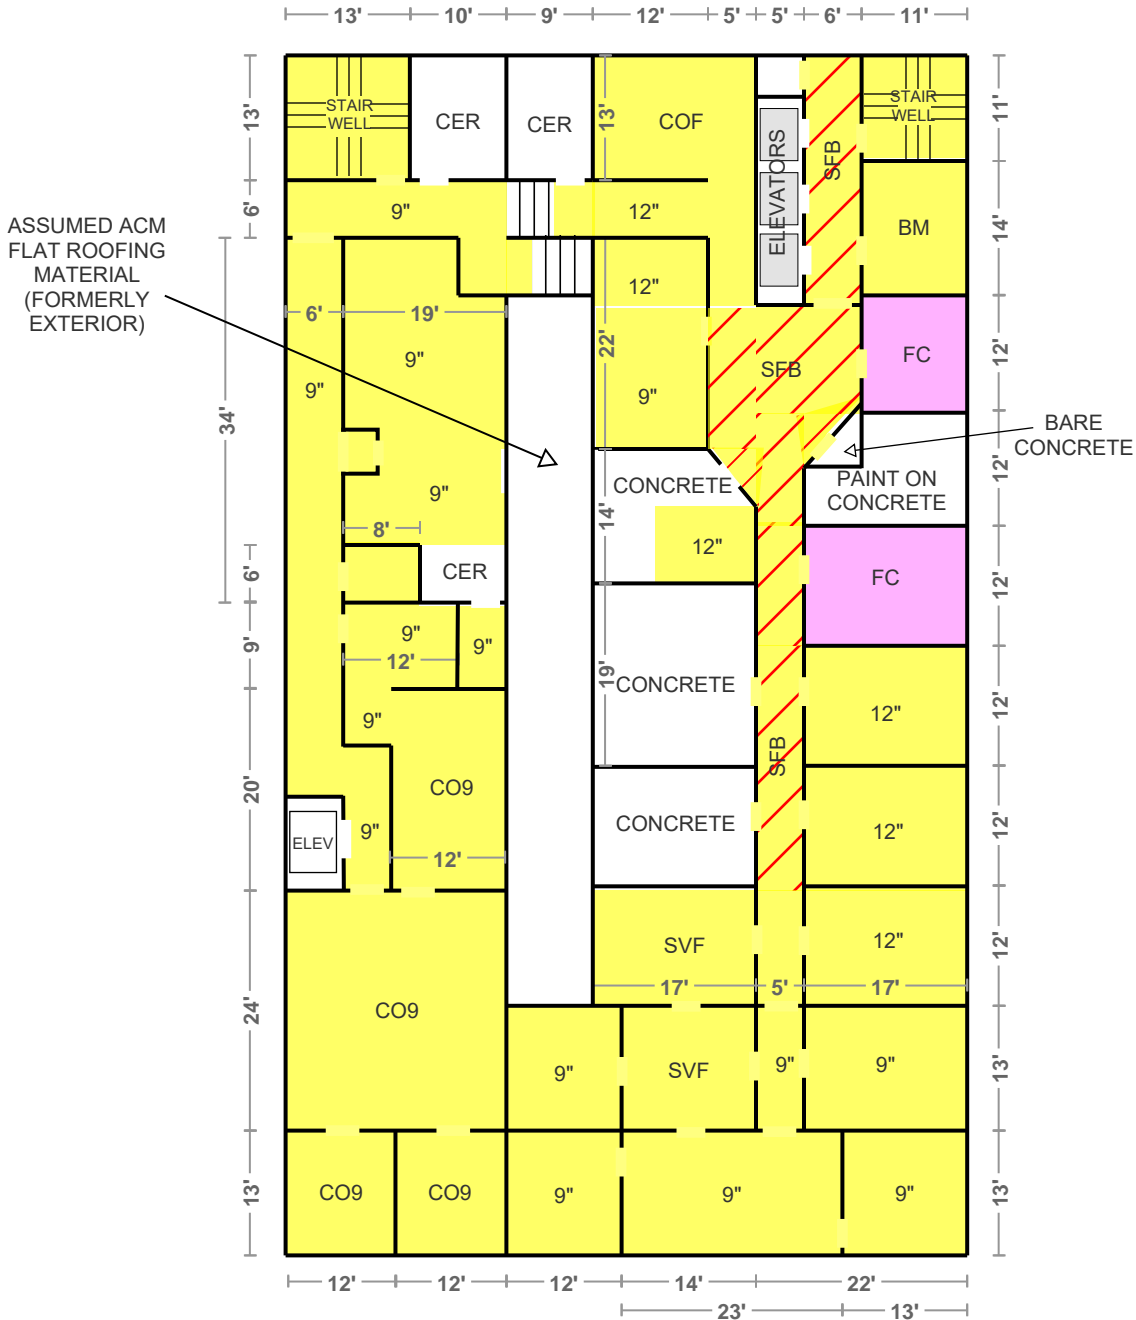 13' 10' 9' 12' 5' 5' 6' 11'
STAIR
WELL
CER
CER
13'
COF
ELEVATORS
SFB
STAIR
WELL
13'
11'
6'
9"
12"
BM
14'
ASSUMED ACM
FLAT ROOFING
MATERIAL
(FORMERLY
EXTERIOR)
12"
6'
19'
22'
9"
9"
9"
SFB
FC
12'
34'
BARE
CONCRETE
9"
CONCRETE
PAINT ON
CONCRETE
12'
8'
14'
12"
6'
CER
FC
12'
9'
9"
9"
12'
19'
CONCRETE
9"
12"
12'
SFB
20'
CO9
ELEV
9"
12'
CONCRETE
12"
12'
SVF
12"
12'
17'
5'
17'
24'
CO9
9"
SVF
9"
9"
13'
13'
CO9
CO9
9"
9"
9"
13'
12' 12' 12' 14' 22'
23' 13'